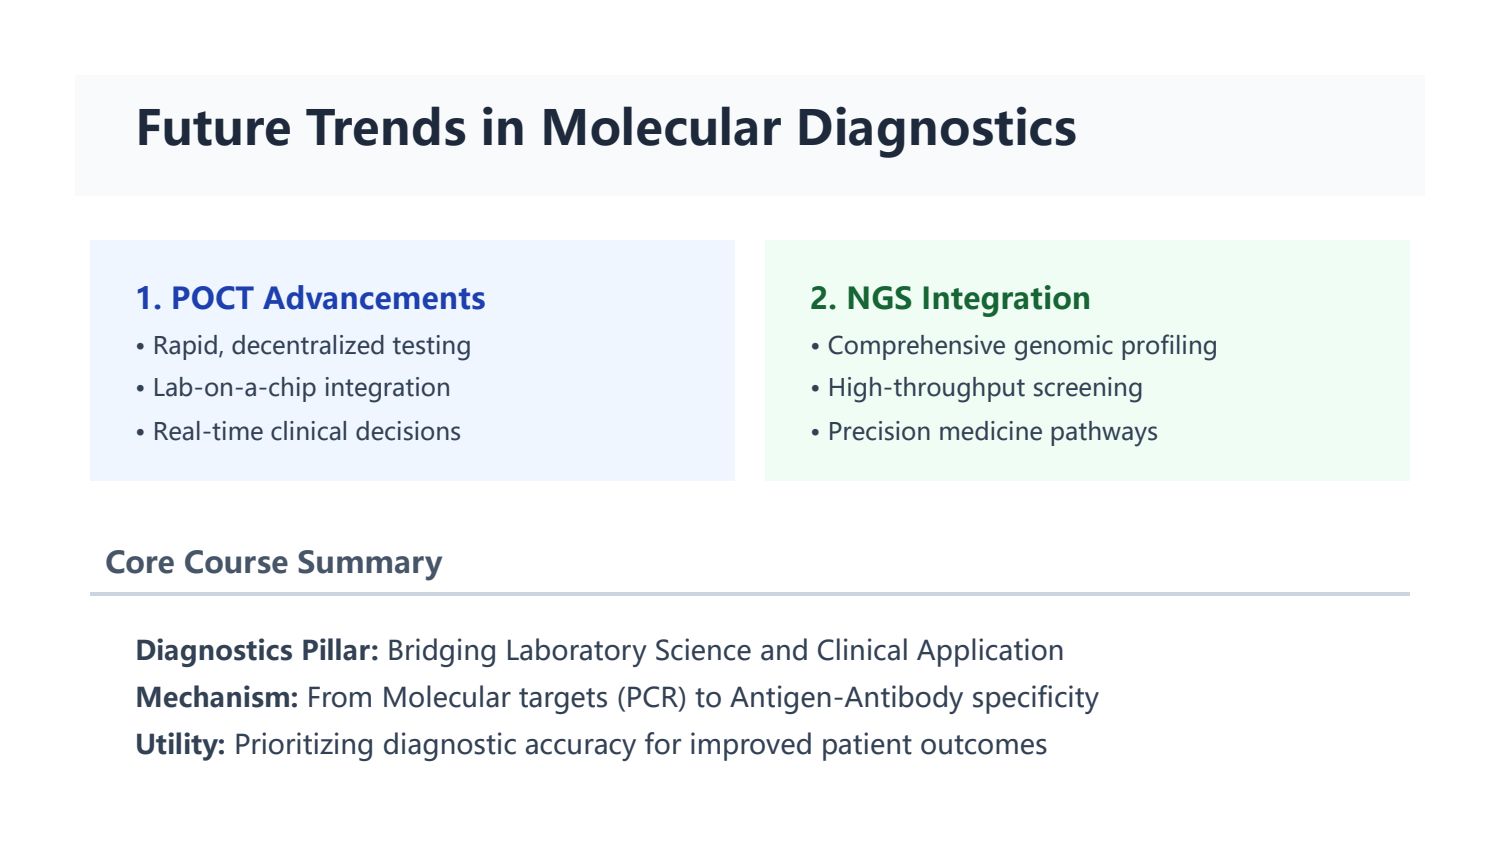 Future Trends in Molecular Diagnostics
1. POCT Advancements
• Rapid, decentralized testing
• Lab-on-a-chip integration
• Real-time clinical decisions
2. NGS Integration
• Comprehensive genomic profiling
• High-throughput screening
• Precision medicine pathways
Core Course Summary
Diagnostics Pillar: Bridging Laboratory Science and Clinical Application
Mechanism: From Molecular targets (PCR) to Antigen-Antibody specificity
Utility: Prioritizing diagnostic accuracy for improved patient outcomes